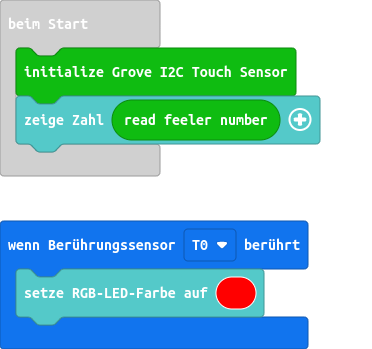 beim Start
initialize Grove I2C Touch Sensor
zeige Zahl read feeler number
wenn Berührungssensor T0 berührt
setze RGB-LED-Farbe auf